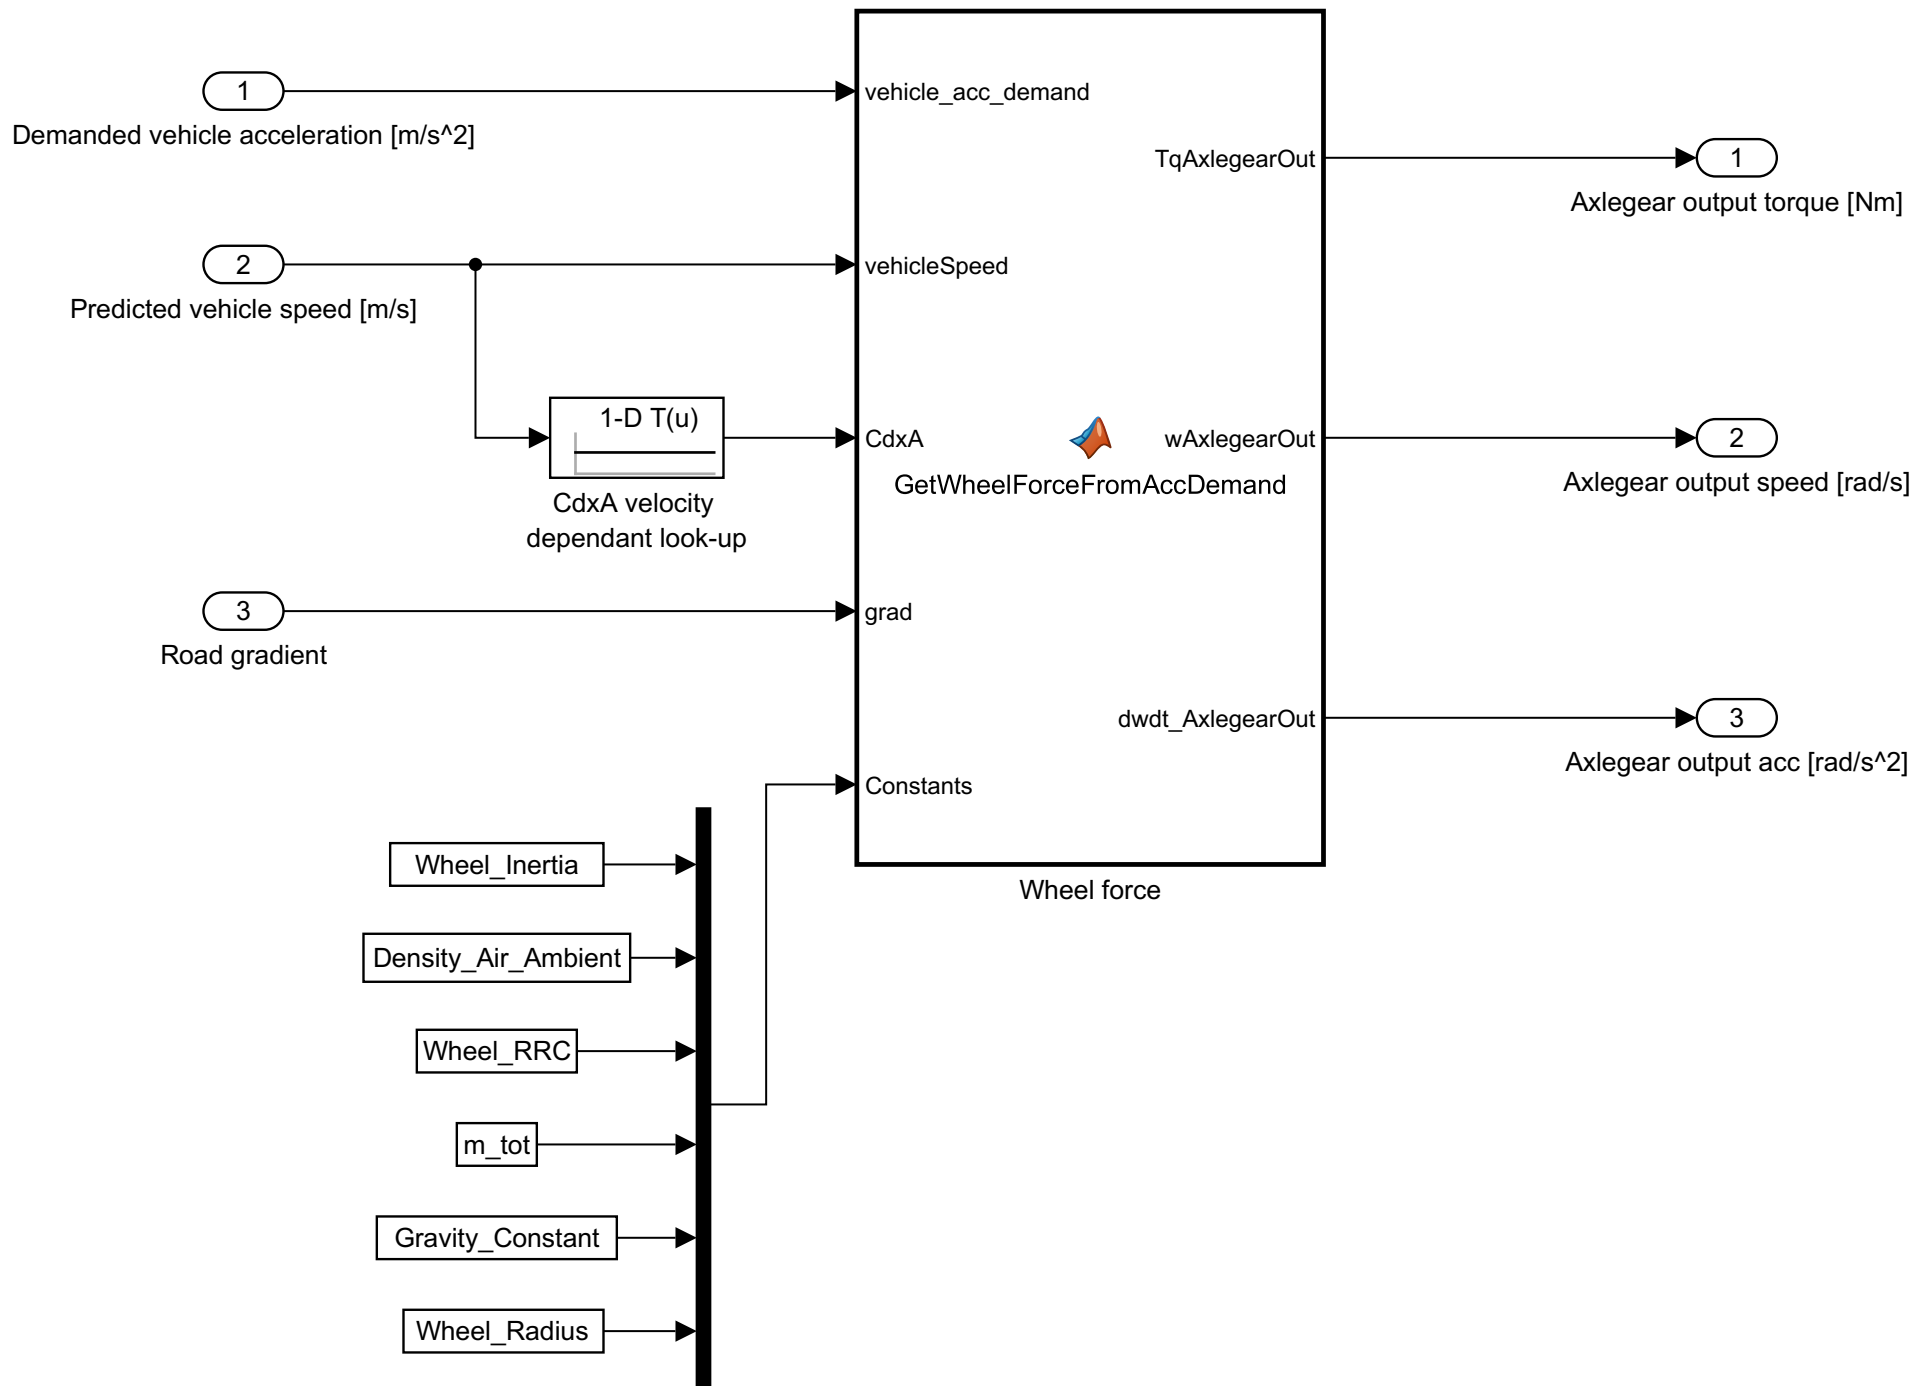 1
Demanded vehicle acceleration [m/s^2]
2
Predicted vehicle speed [m/s]
1-D T(u)
CdxA velocity
dependant look-up
3
Road gradient
Wheel_Inertia
Density_Air_Ambient
Wheel_RRC
m_tot
Gravity_Constant
Wheel_Radius
vehicle_acc_demand
vehicleSpeed
CdxA
grad
Constants
GetWheelForceFromAccDemand
TqAxlegearOut
wAxlegearOut
dwdt_AxlegearOut
Wheel force
1
Axlegear output torque [Nm]
2
Axlegear output speed [rad/s]
3
Axlegear output acc [rad/s^2]